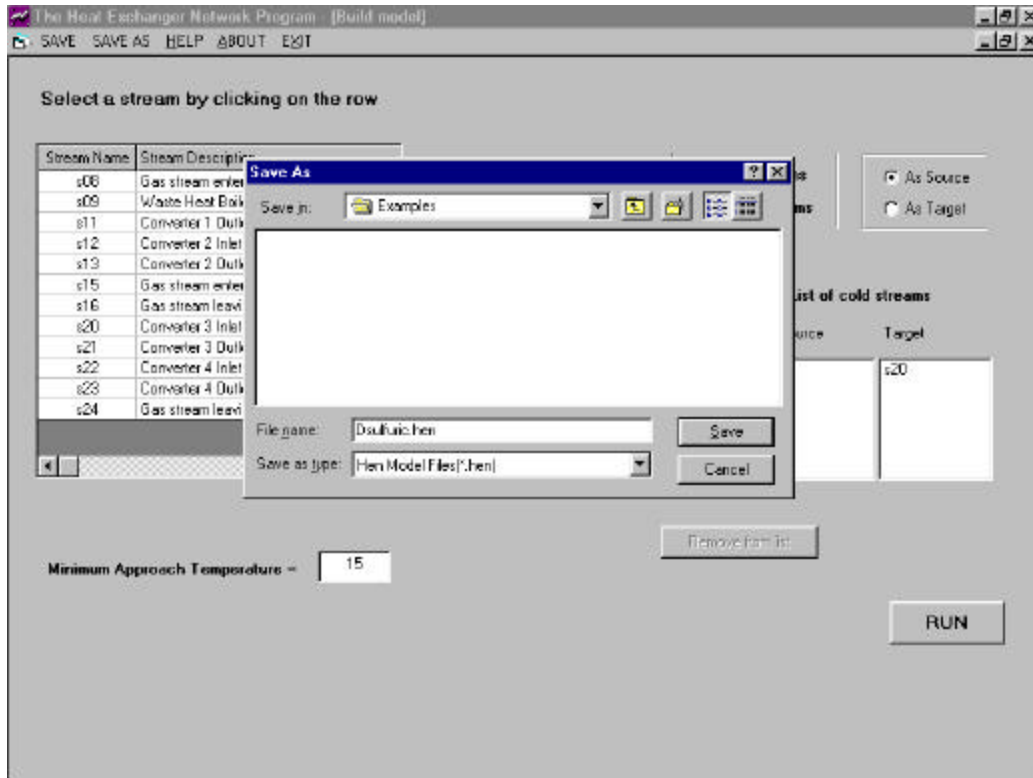 The Heat Exchanger Network Program - [Build model]
SAVE SAVE AS HELP ABOUT EXIT
Select a stream by clicking on the row
Stream Name Stream Description
s08 Gas stream enter
s09 Waste Heat Boil
s11 Converter 1 Outl
s12 Converter 2 Inlet
s13 Converter 2 Outl
s15 Gas stream enter
s16 Gas stream leavi
s20 Converter 3 Inlet
s21 Converter 3 Outl
s22 Converter 4 Inlet
s23 Converter 4 Outl
s24 Gas stream leavi
Save As
Save in: Examples
File name: Dsulfuric.hen
Save as type: Hen Model Files(*.hen)
Save
Cancel
ms
As Source
As Target
List of cold streams
urce Target
s20
Remove from list
Minimum Approach Temperature = 15
RUN